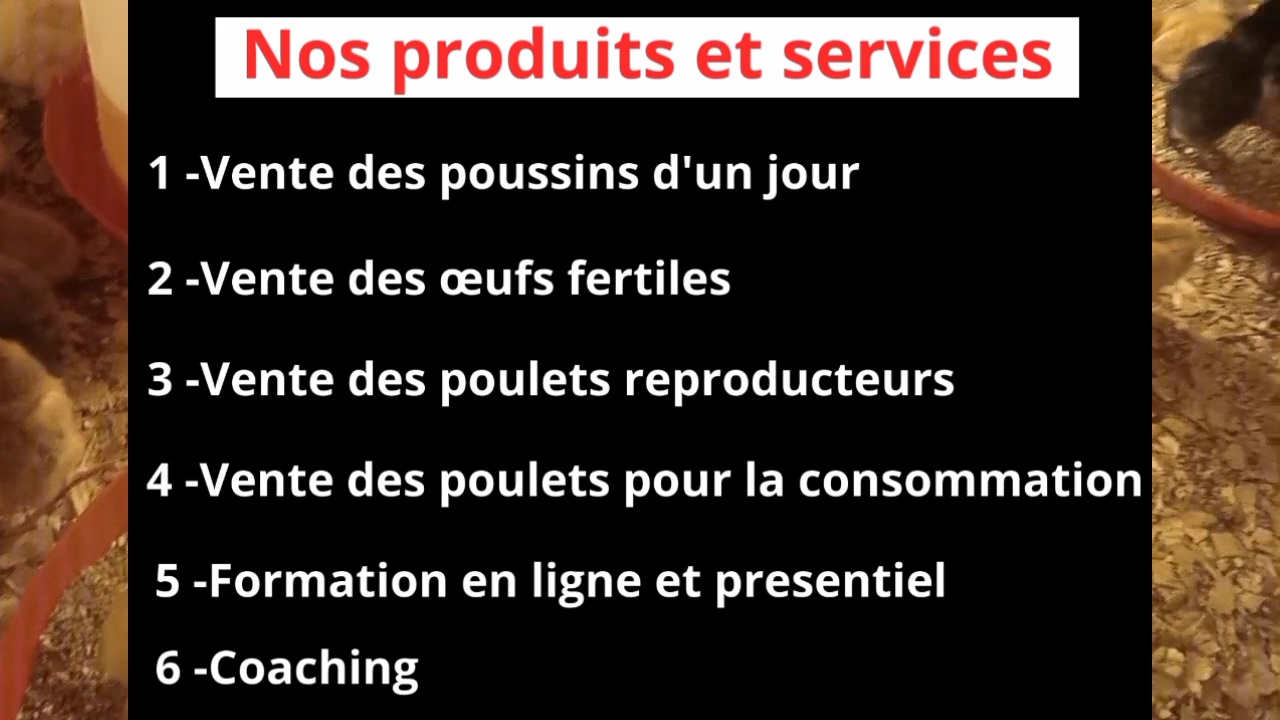 Nos produits et services
1 -Vente des poussins d'un jour
2 -Vente des œufs fertiles
3 -Vente des poulets reproducteurs
4 -Vente des poulets pour la consommation
5 -Formation en ligne et presentiel
6 -Coaching